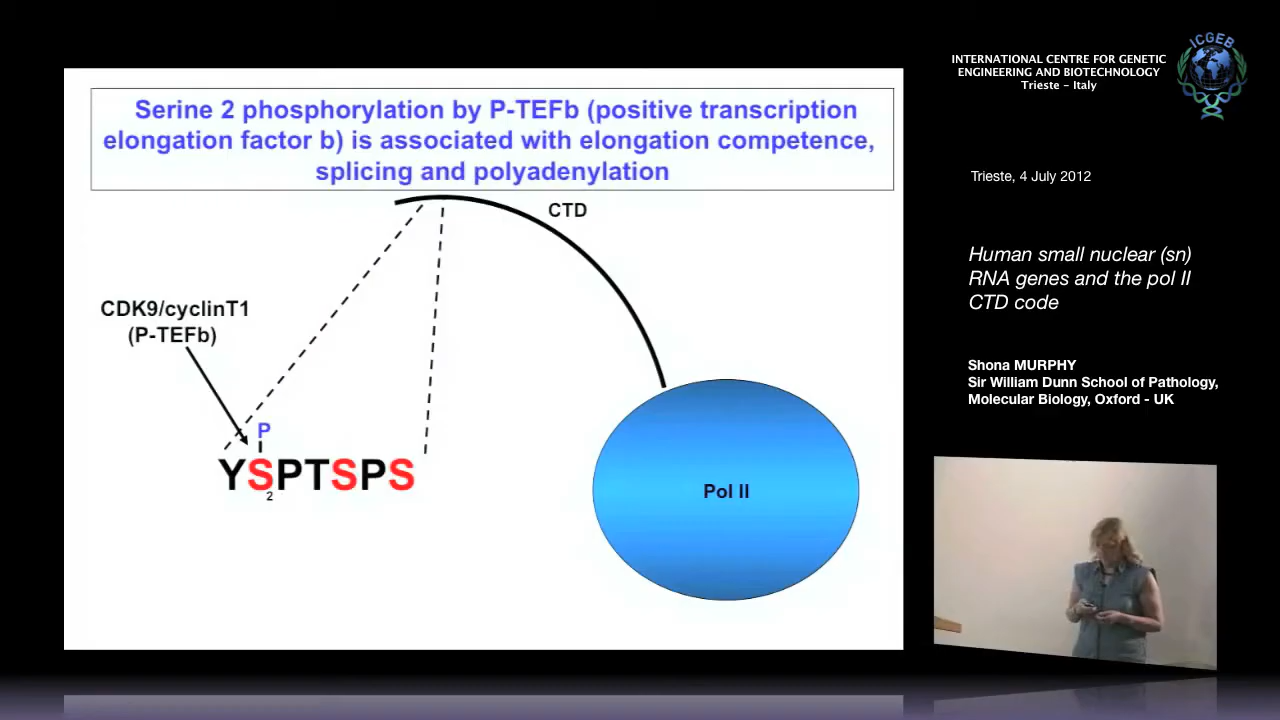 Serine 2 phosphorylation by P-TEFb (positive transcription
elongation factor b) is associated with elongation competence,
splicing and polyadenylation
CTD
CDK9/cyclinT1
(P-TEFb)
P
YSPTSPS
2
Pol II
ICGEB
INTERNATIONAL CENTRE FOR GENETIC
ENGINEERING AND BIOTECHNOLOGY
Trieste - Italy
Trieste, 4 July 2012
Human small nuclear (sn)
RNA genes and the pol II
CTD code
Shona MURPHY
Sir William Dunn School of Pathology,
Molecular Biology, Oxford - UK